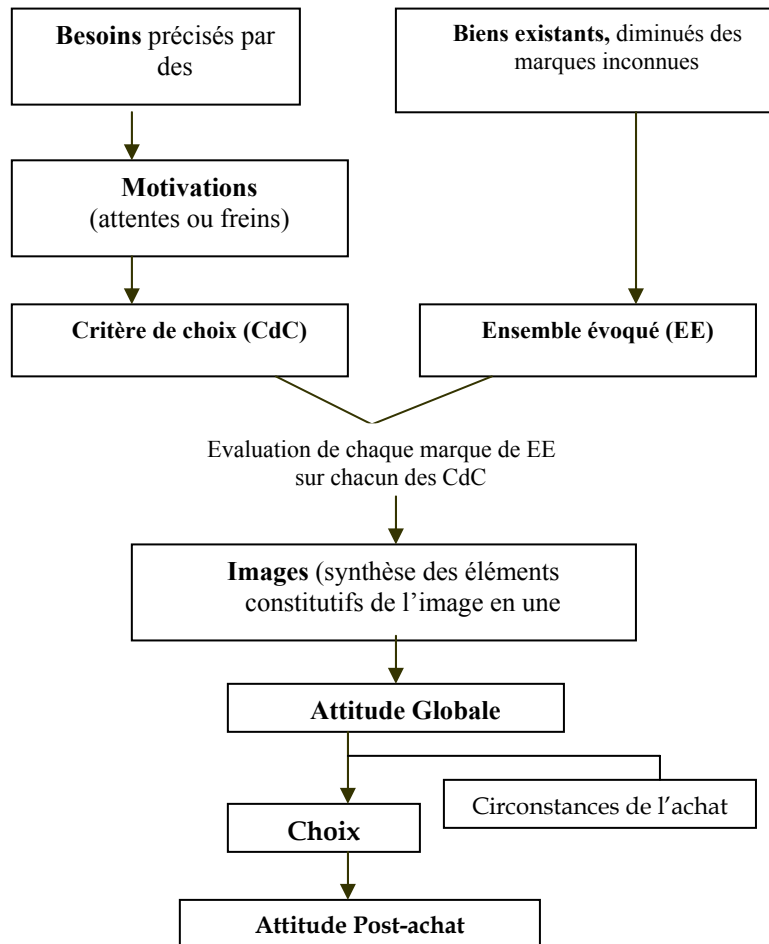 Besoins précisés par
des
Biens existants, diminués des
marques inconnues
Motivations
(attentes ou freins)
Critère de choix (CdC)
Ensemble évoqué (EE)
Evaluation de chaque marque de EE
sur chacun des CdC
Images (synthèse des éléments
constitutifs de l’image en une
Attitude Globale
Circonstances de l’achat
Choix
Attitude Post-achat